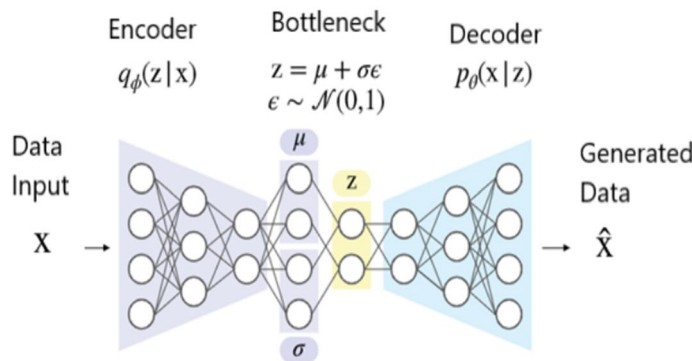 Encoder
Bottleneck
Decoder
qϕ(z|x)
z = μ + σϵ
pθ(x|z)
ϵ ∼ 𝒩(0,1)
Data
Input
μ
z
Generated
Data
X
X̂
σ